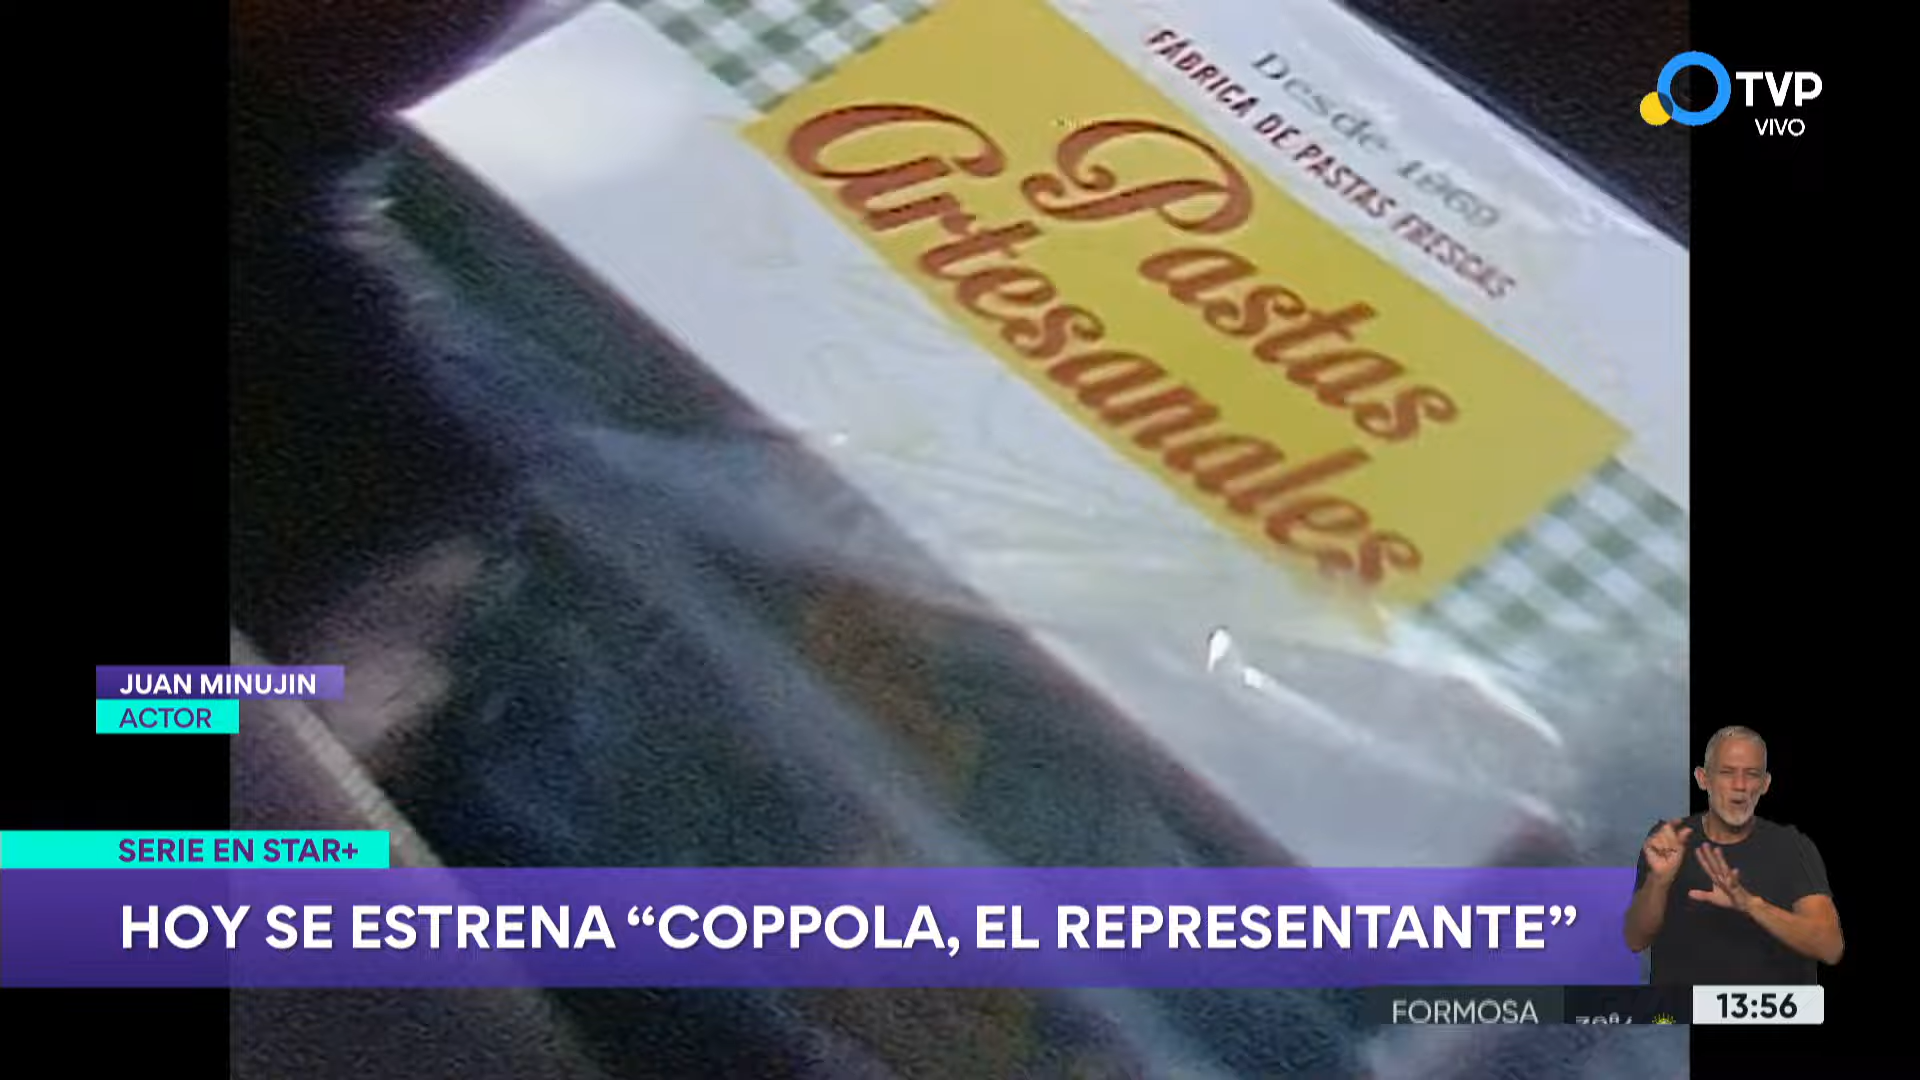 Desde 1869
FÁBRICA DE PASTAS FRESCAS
Pastas
Artesanales
TVP
VIVO
JUAN MINUJIN
ACTOR
SERIE EN STAR+
HOY SE ESTRENA “COPPOLA, EL REPRESENTANTE”
FORMOSA
13:56